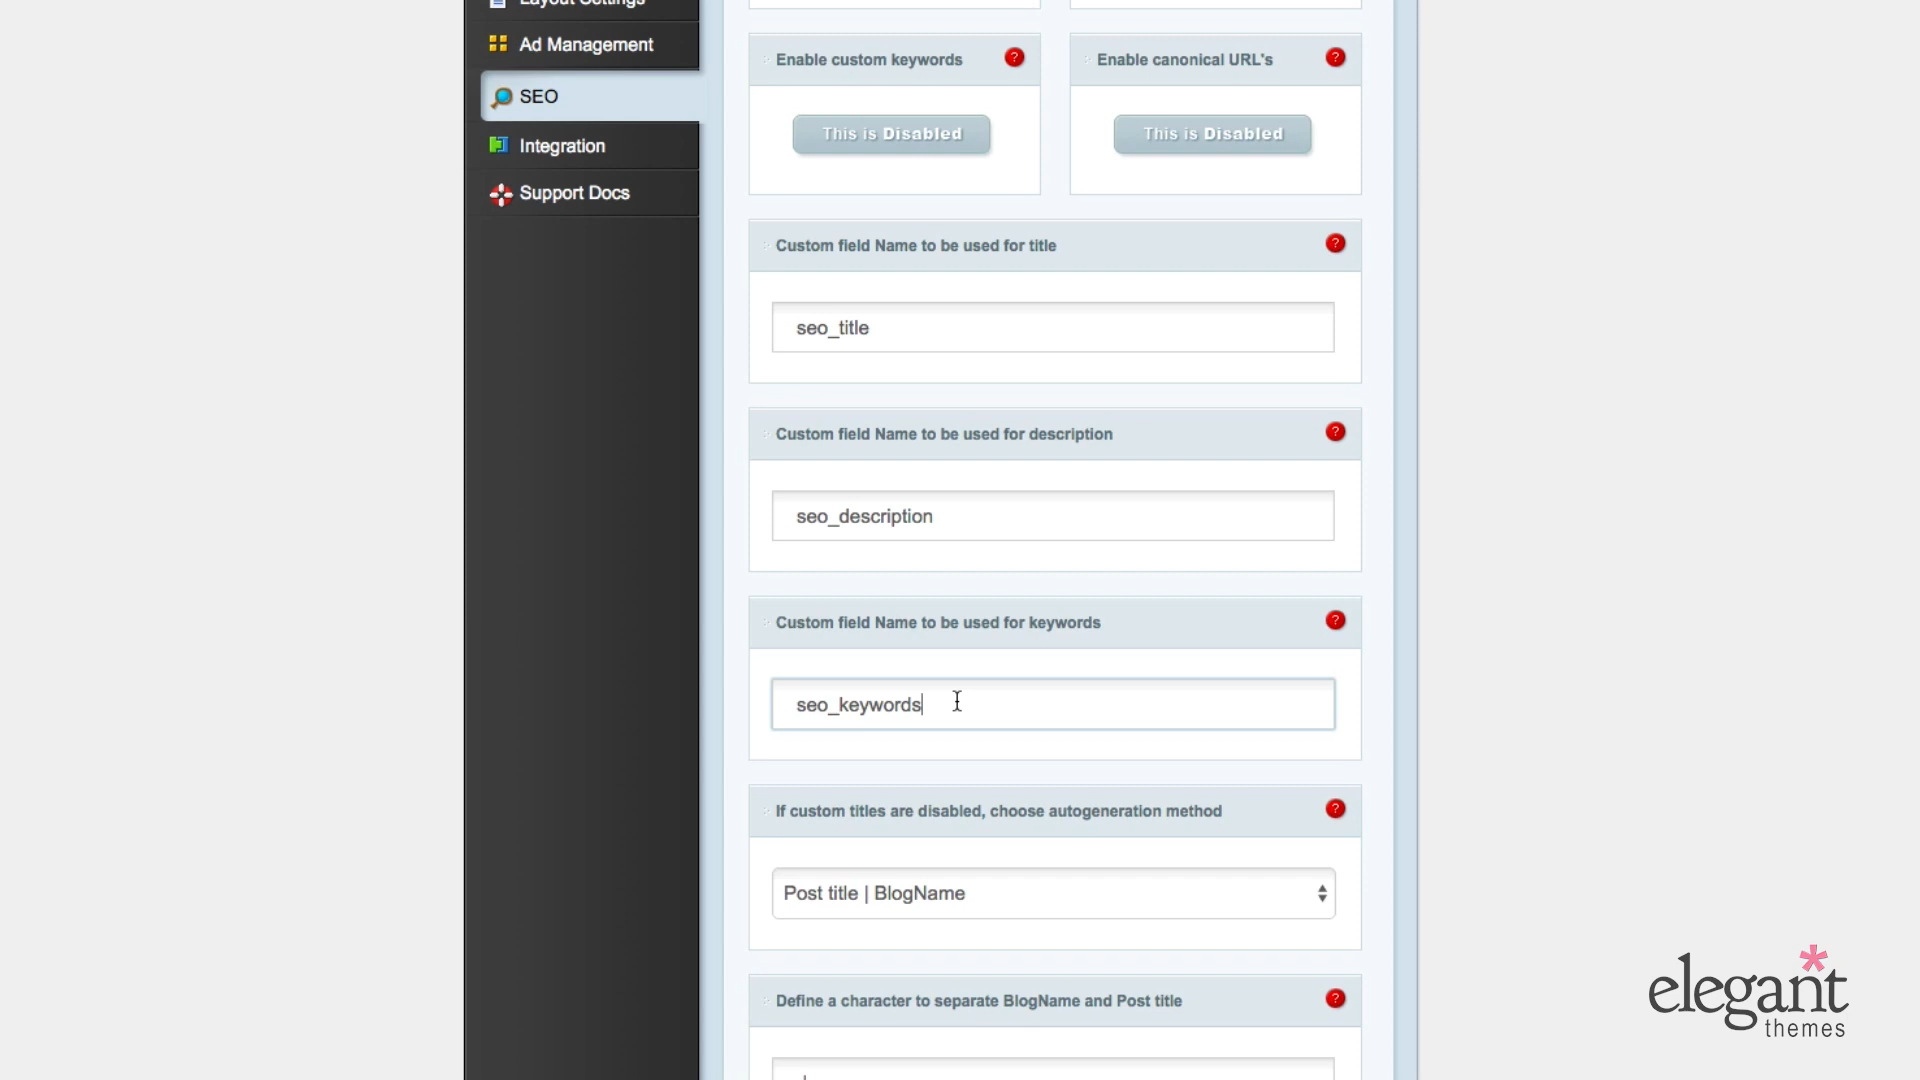 Layout Settings
Ad Management
SEO
Integration
Support Docs
Enable custom keywords ?
Enable canonical URL's ?
This is Disabled
This is Disabled
Custom field Name to be used for title ?
seo_title
Custom field Name to be used for description ?
seo_description
Custom field Name to be used for keywords ?
seo_keywords
If custom titles are disabled, choose autogeneration method ?
Post title | BlogName
Define a character to separate BlogName and Post title ?
elegant
themes